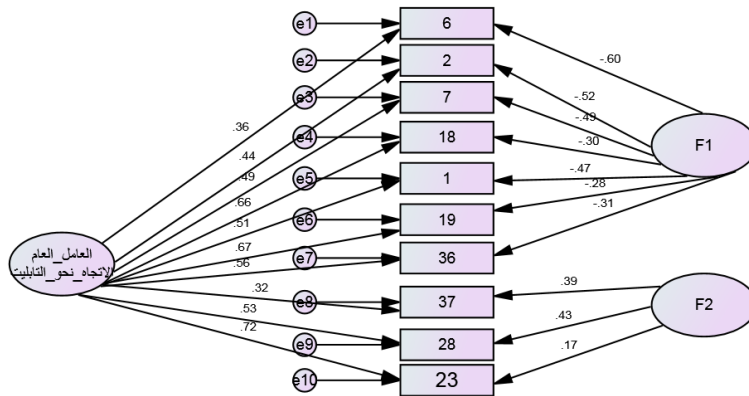 e1
6
e2
2
e3
7
e4
18
e5
1
e6
19
e7
36
e8
37
e9
28
e10
23
.36
.44
.49
.66
.51
.67
.56
.32
.53
.72
-.60
-.52
-.49
-.30
-.47
-.28
-.31
.39
.43
.17
F1
F2
العامل_العام
الاتجاه_نحو_التابليت